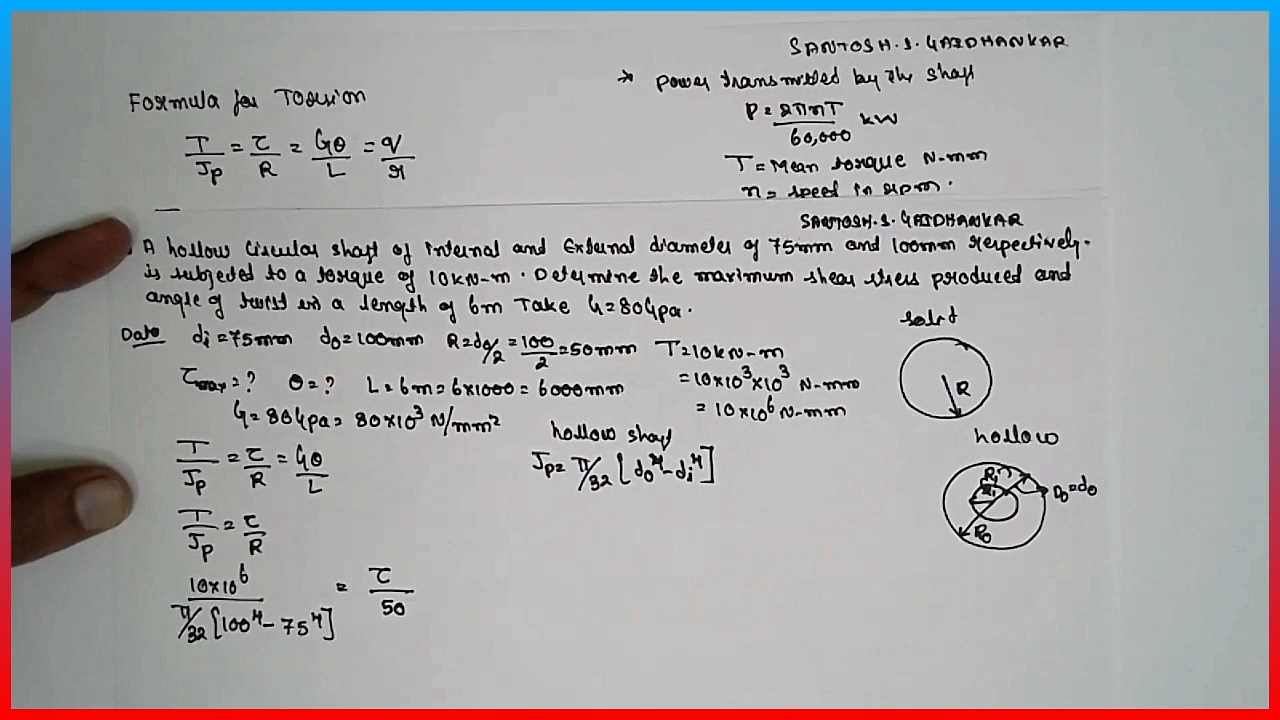 SANTOSH.S.GAIDHANKAR
Formula for Torsion
T/Jp = τ/R = Gθ/L = q/r
→ power transmitted by the shaft
P = 2πnT/60,000 kW
T = Mean torque N-mm
n = speed in rpm.
SANTOSH.S.GAIDHANKAR
A hollow circular shaft of internal and External diameter of 75mm and 100mm respectively.
is subjected to a torque of 10kN-m. Determine the maximum shear stress produced and
angle of twist in a length of 6m Take G=80Gpa.
Data di=75mm do=100mm R=do/2=100/2=50mm T=10kN-m
=10×10³×10³ N-mm
=10×10⁶ N-mm
τmax=? θ=? L=6m=6×1000=6000mm
G=80Gpa=80×10³ N/mm²
T/Jp = τ/R = Gθ/L
hollow shaft
Jp= π/32 [do⁴-di⁴]
T/Jp = τ/R
10×10⁶/π/32[100⁴-75⁴] = τ/50
solid
R
hollow
Do=do
Ro